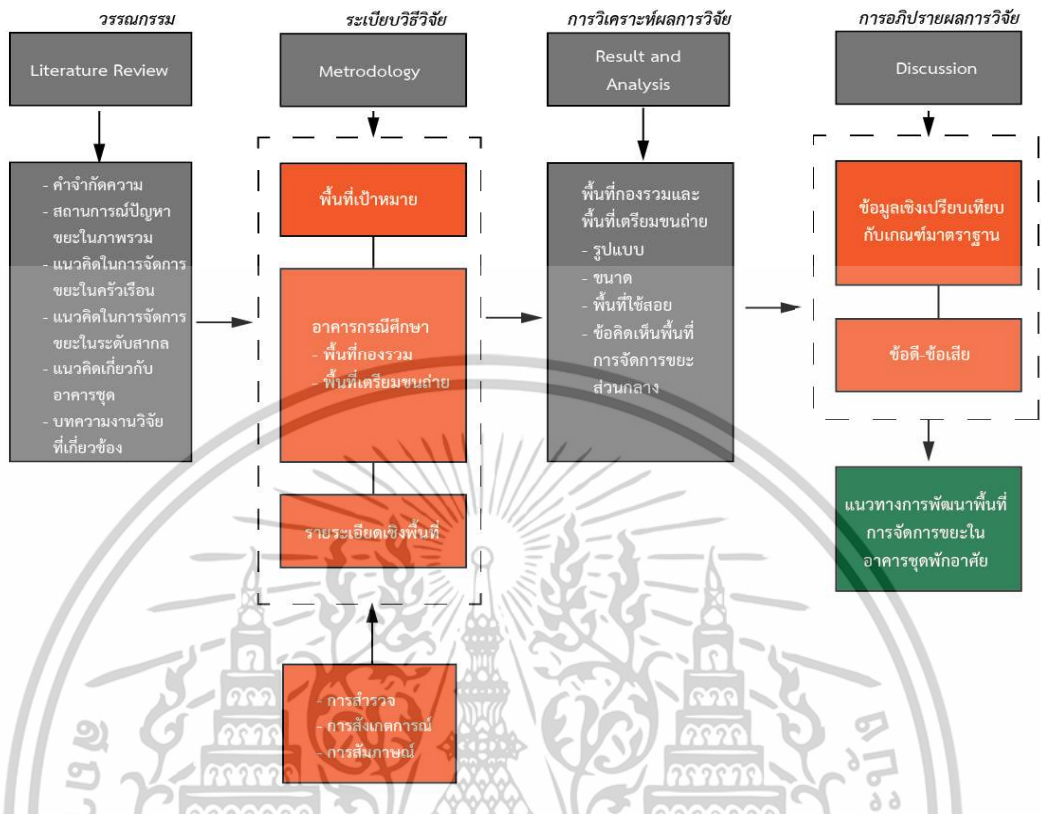 วรรณกรรม
Literature Review
- คำจำกัดความ
- สถานการณ์ปัญหา
ขยะในภาพรวม
- แนวคิดในการจัดการ
ขยะในครัวเรือน
- แนวคิดในการจัดการ
ขยะในระดับสากล
- แนวคิดเกี่ยวกับ
อาคารชุด
- บทความงานวิจัย
ที่เกี่ยวข้อง
ระเบียบวิธีวิจัย
Metrodology
พื้นที่เป้าหมาย
อาคารกรณีศึกษา
- พื้นที่กองรวม
- พื้นที่เตรียมขนถ่าย
รายระเอียดเชิงพื้นที่
- การสำรวจ
- การสังเกตการณ์
- การสัมภาษณ์
การวิเคราะห์ผลการวิจัย
Result and
Analysis
พื้นที่กองรวมและ
พื้นที่เตรียมขนถ่าย
- รูปแบบ
- ขนาด
- พื้นที่ใช้สอย
- ข้อคิดเห็นพื้นที่
การจัดการขยะ
ส่วนกลาง
การอภิปรายผลการวิจัย
Discussion
ข้อมูลเชิงเปรียบเทียบ
กับเกณฑ์มาตราฐาน
ข้อดี-ข้อเสีย
แนวทางการพัฒนาพื้นที่
การจัดการขยะใน
อาคารชุดพักอาศัย